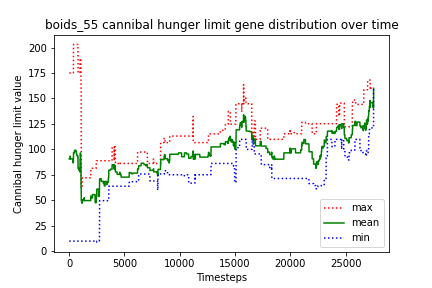 boids_55 cannibal hunger limit gene distribution over time
Cannibal hunger limit value
200
175
150
125
100
75
50
25
0
0 5000 10000 15000 20000 25000
Timesteps
max
mean
min